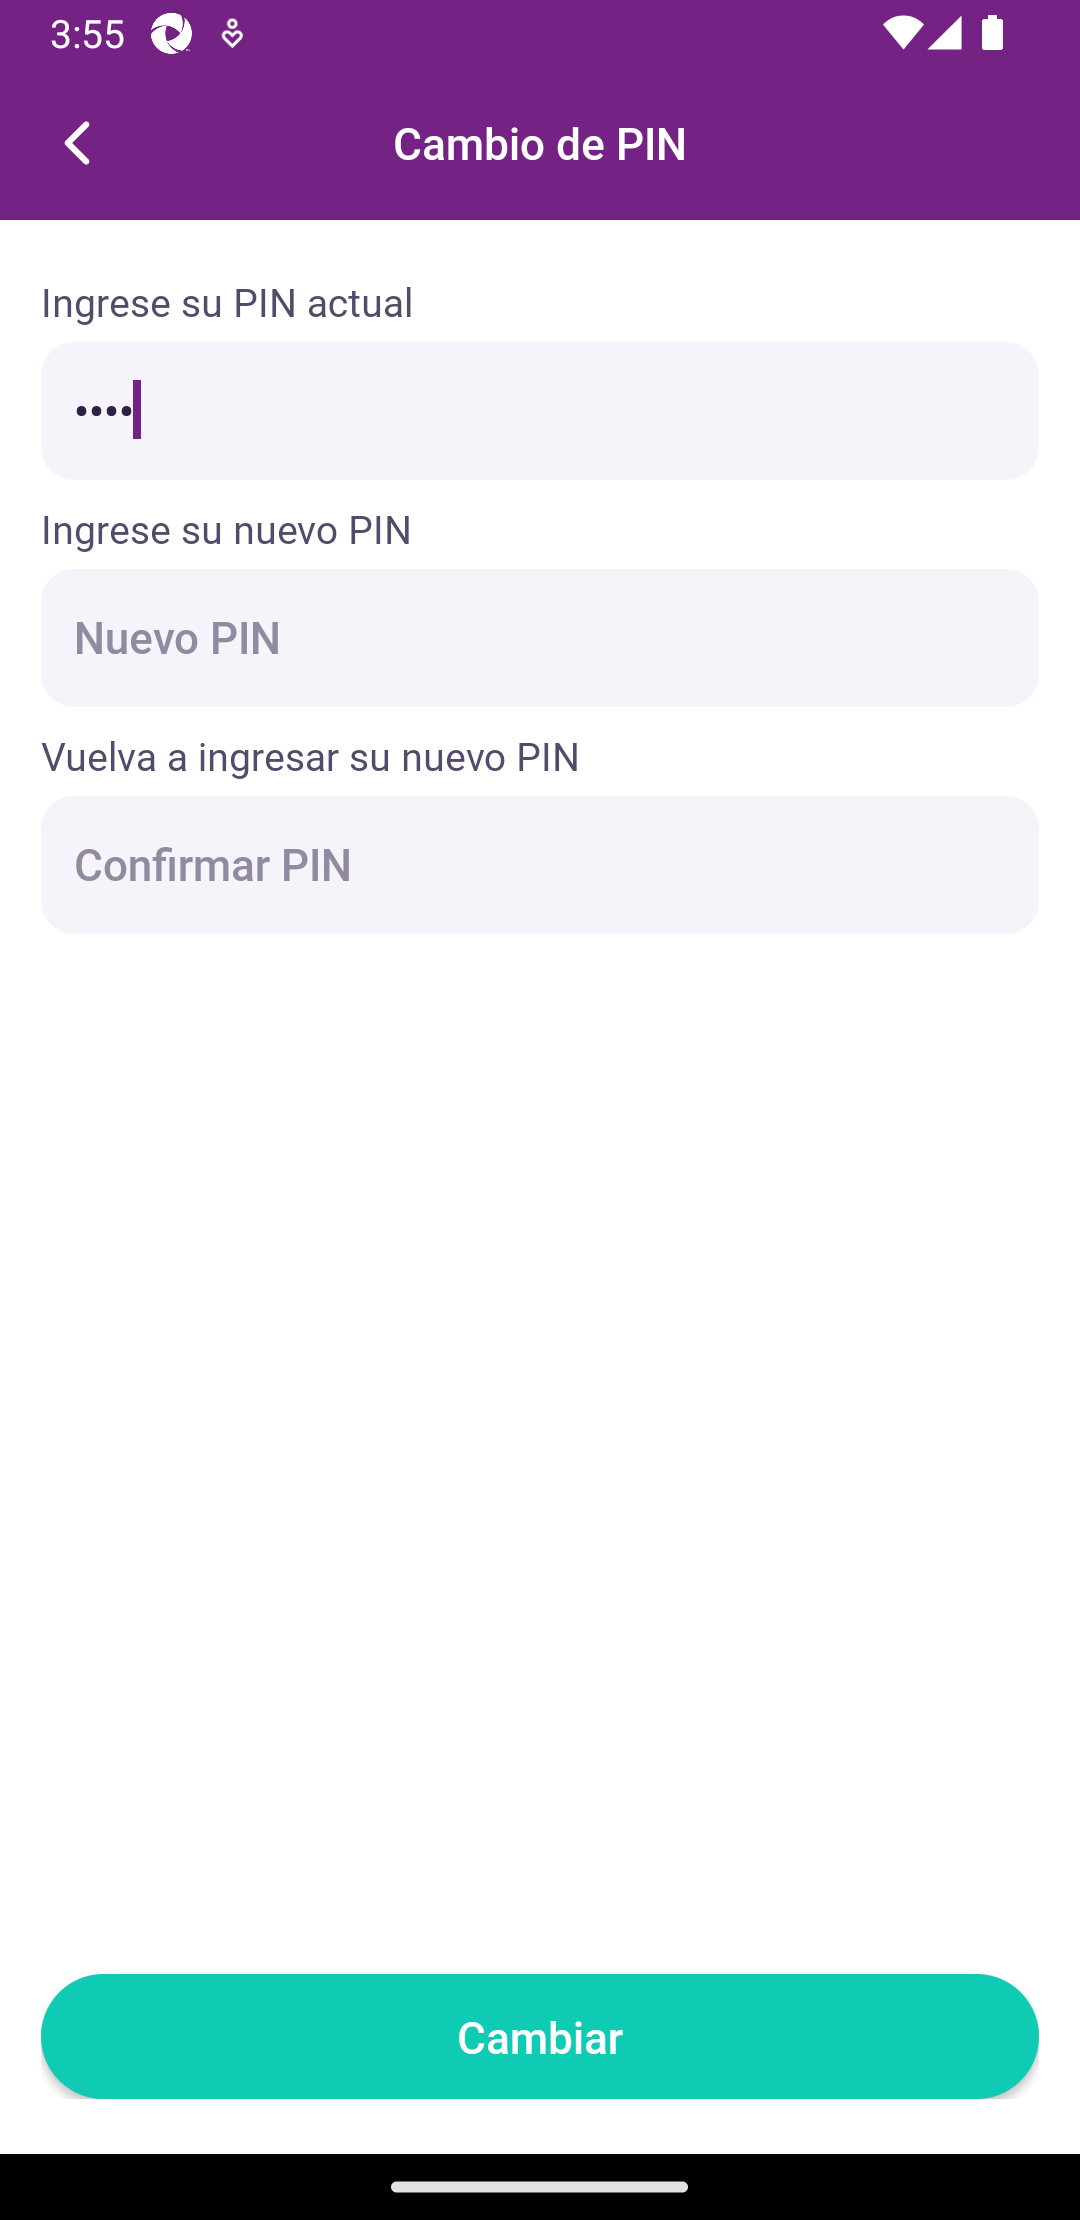 3:55
Cambio de PIN
Ingrese su PIN actual
••••
Ingrese su nuevo PIN
Nuevo PIN
Vuelva a ingresar su nuevo PIN
Confirmar PIN
Cambiar